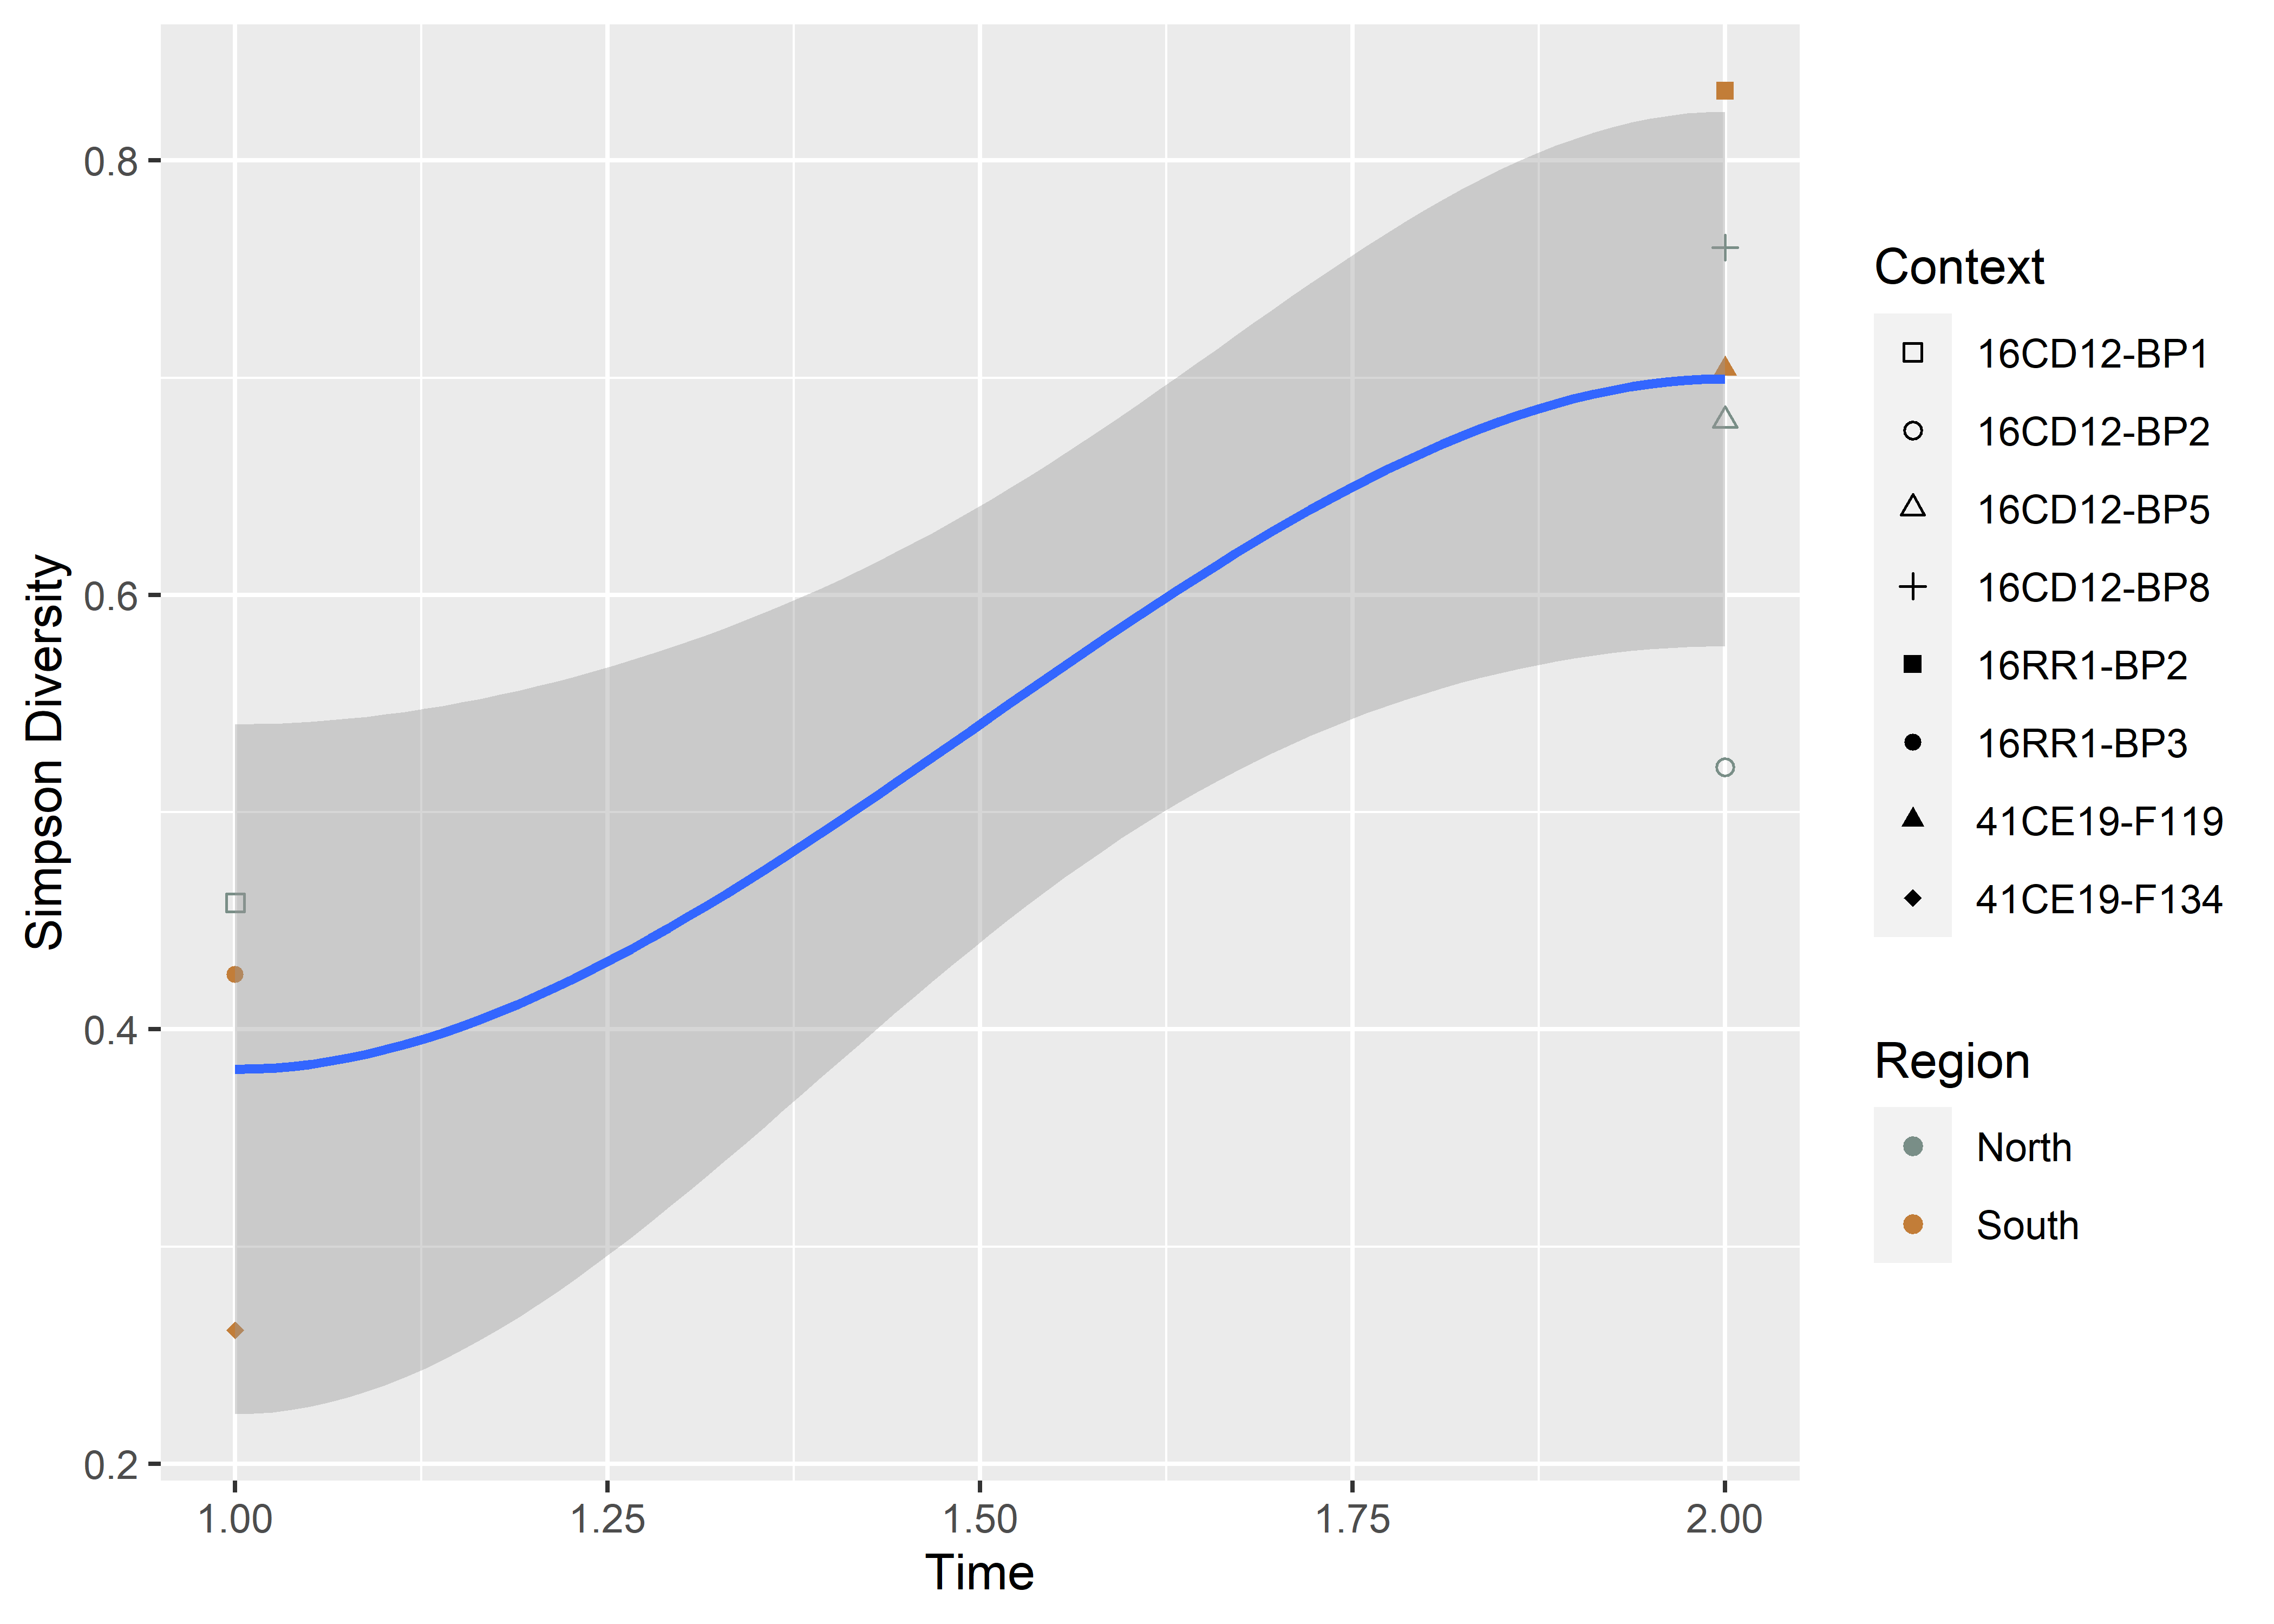 Simpson Diversity
0.8
0.6
0.4
0.2
1.00
1.25
1.50
1.75
2.00
Time
Context
16CD12-BP1
16CD12-BP2
16CD12-BP5
16CD12-BP8
16RR1-BP2
16RR1-BP3
41CE19-F119
41CE19-F134
Region
North
South